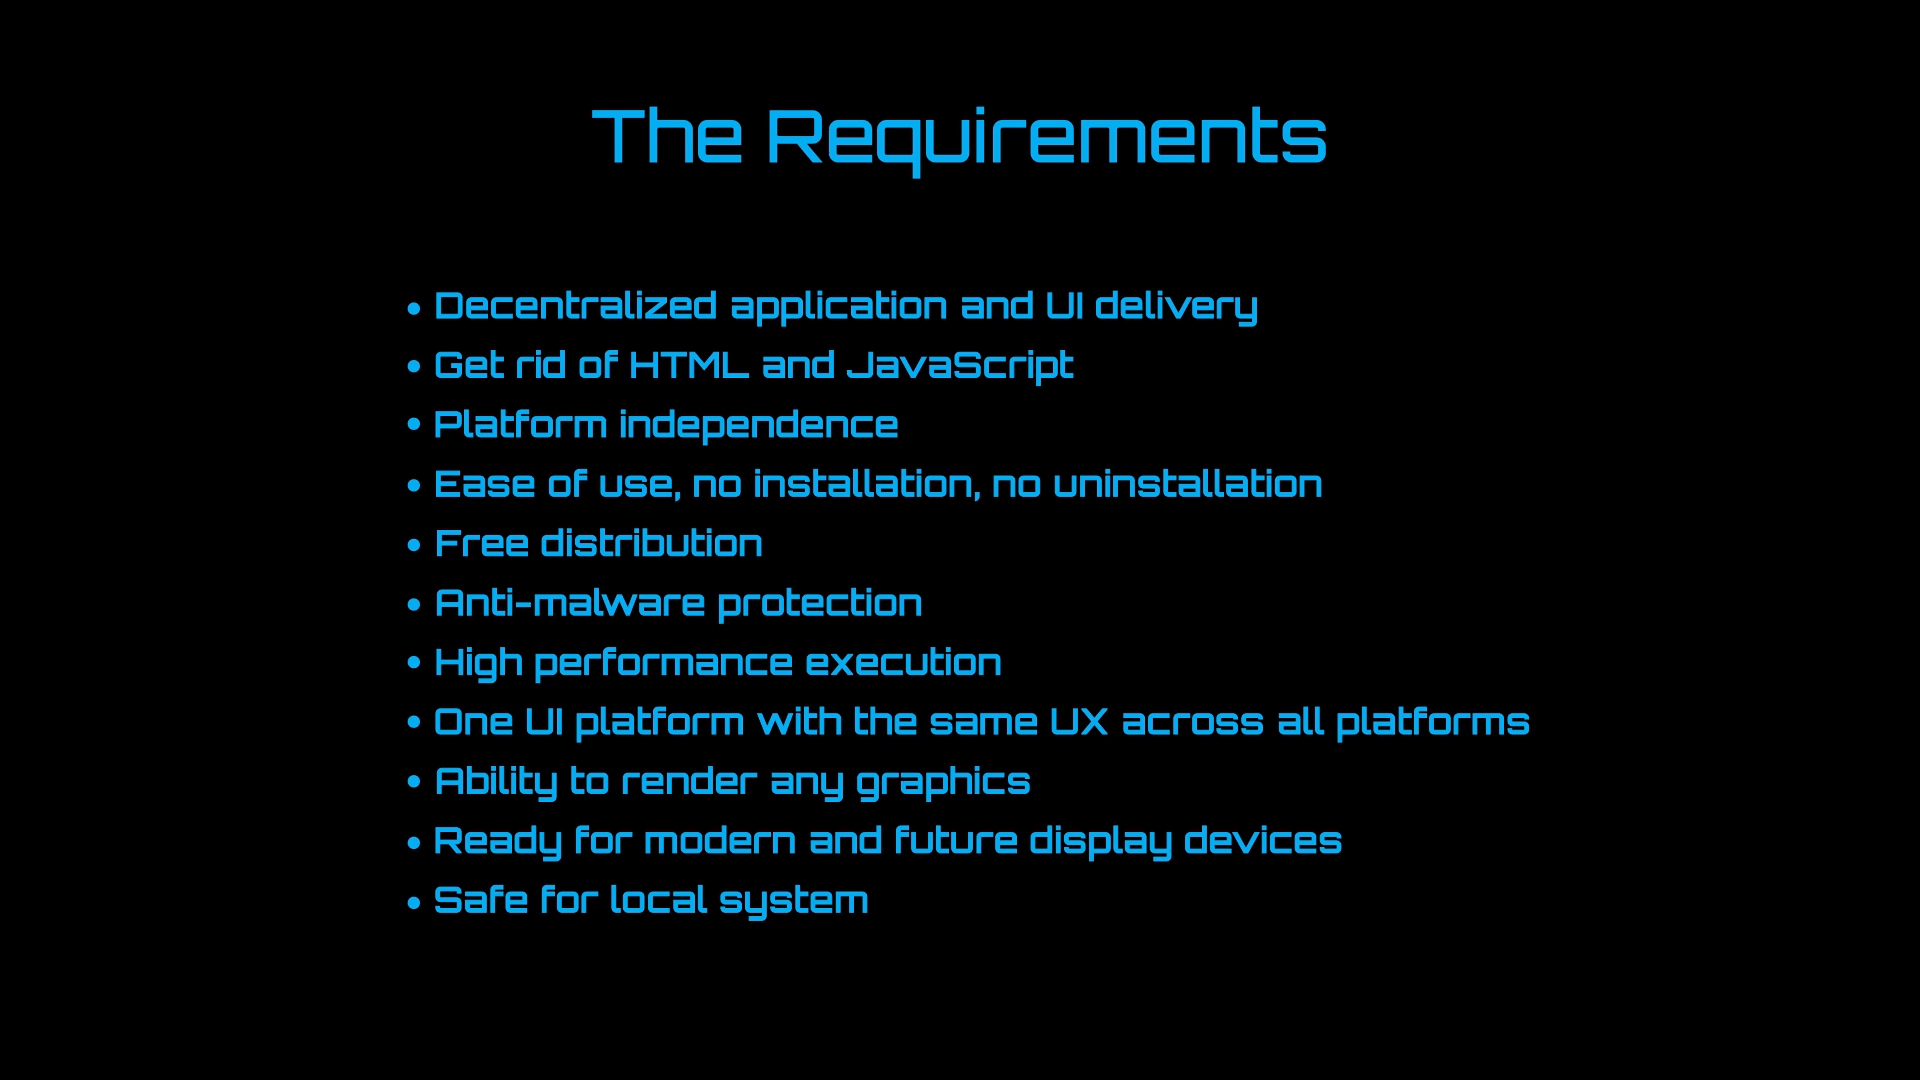 The Requirements
• Decentralized application and UI delivery
• Get rid of HTML and JavaScript
• Platform independence
• Ease of use, no installation, no uninstallation
• Free distribution
• Anti-malware protection
• High performance execution
• One UI platform with the same UX across all platforms
• Ability to render any graphics
• Ready for modern and future display devices
• Safe for local system